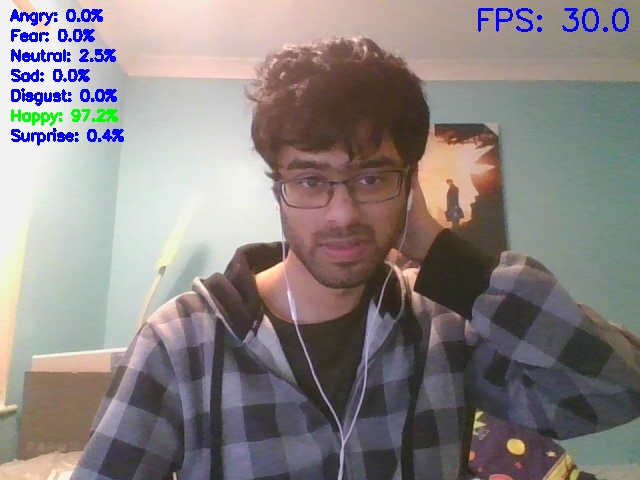 Angry: 0.0%
Fear: 0.0%
Neutral: 2.5%
Sad: 0.0%
Disgust: 0.0%
Happy: 97.2%
Surprise: 0.4%
FPS: 30.0